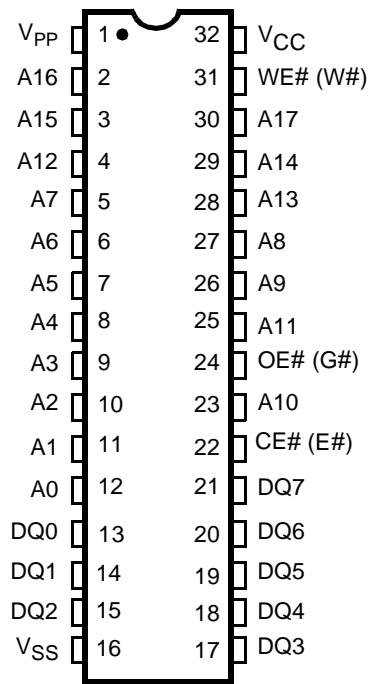 VPP 1 32 VCC
A16 2 31 WE# (W#)
A15 3 30 A17
A12 4 29 A14
A7 5 28 A13
A6 6 27 A8
A5 7 26 A9
A4 8 25 A11
A3 9 24 OE# (G#)
A2 10 23 A10
A1 11 22 CE# (E#)
A0 12 21 DQ7
DQ0 13 20 DQ6
DQ1 14 19 DQ5
DQ2 15 18 DQ4
VSS 16 17 DQ3